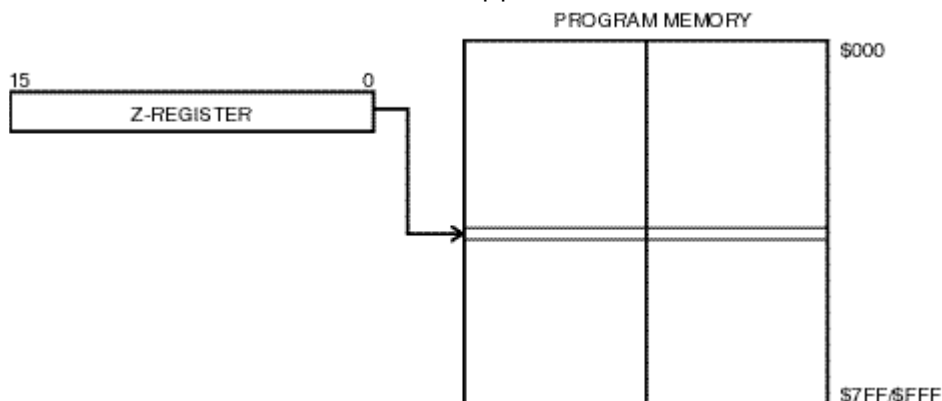 PROGRAM MEMORY
$000
15 0
Z-REGISTER
$7FF/$FFF